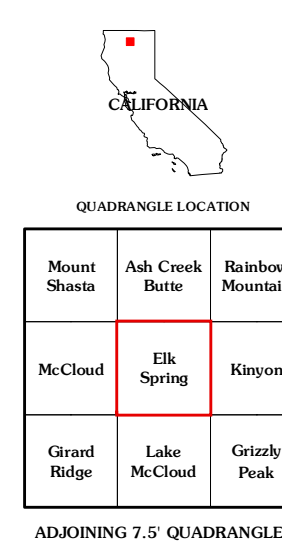 CALIFORNIA
QUADRANGLE LOCATION
Mount Shasta
Ash Creek Butte
Rainbow Mountai
McCloud
Elk Spring
Kinyon
Girard Ridge
Lake McCloud
Grizzly Peak
ADJOINING 7.5' QUADRANGLE